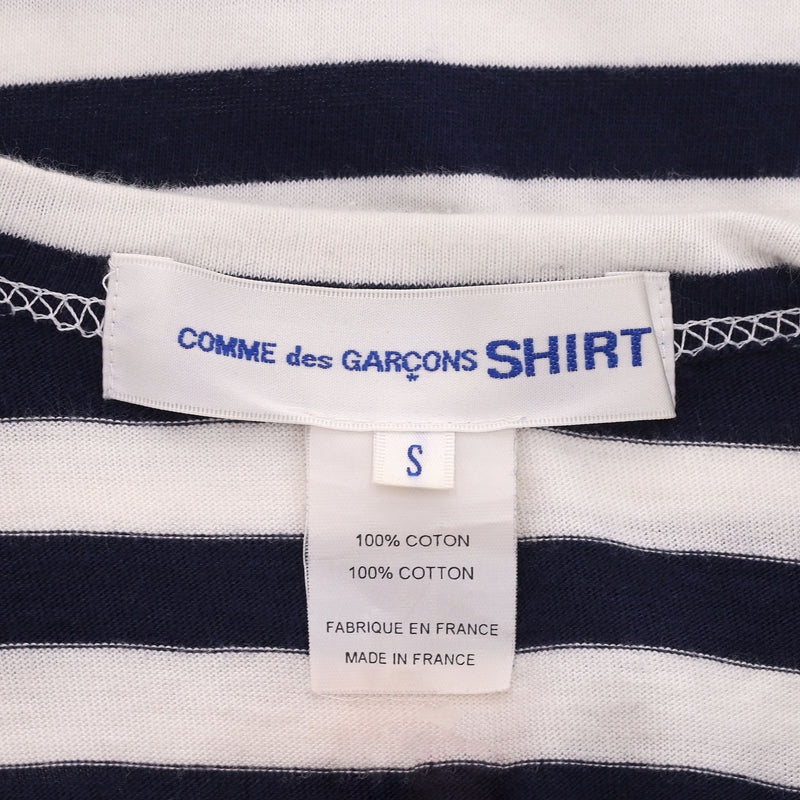 COMME des GARÇONS SHIRT
S
100% COTON
100% COTTON
FABRIQUE EN FRANCE
MADE IN FRANCE